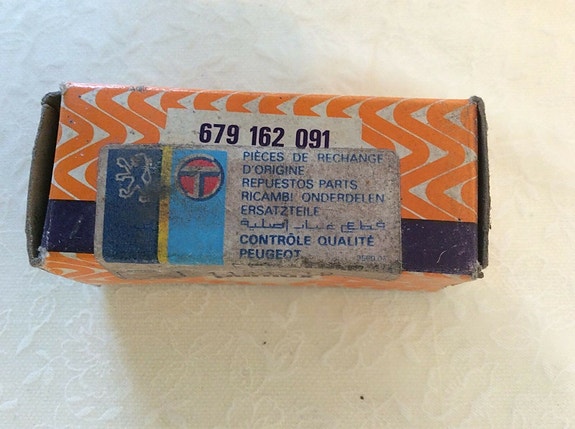 679 162 091
PIÈCES DE RECHANGE
D'ORIGINE
REPUESTOS PARTS
RICAMBI ONDERDELEN
ERSATZTEILE
قطع غيار أصلية
CONTRÔLE QUALITÉ
PEUGEOT